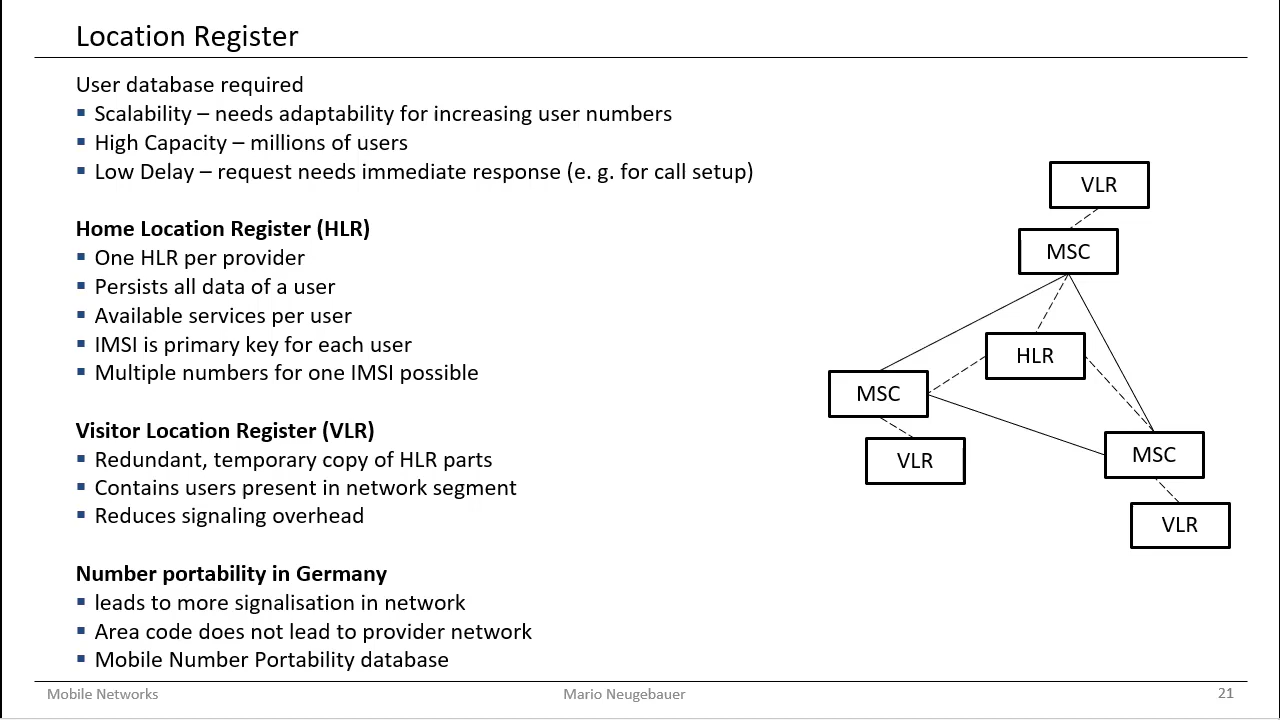 Location Register
User database required
▪ Scalability – needs adaptability for increasing user numbers
▪ High Capacity – millions of users
▪ Low Delay – request needs immediate response (e. g. for call setup)
Home Location Register (HLR)
▪ One HLR per provider
▪ Persists all data of a user
▪ Available services per user
▪ IMSI is primary key for each user
▪ Multiple numbers for one IMSI possible
Visitor Location Register (VLR)
▪ Redundant, temporary copy of HLR parts
▪ Contains users present in network segment
▪ Reduces signaling overhead
Number portability in Germany
▪ leads to more signalisation in network
▪ Area code does not lead to provider network
▪ Mobile Number Portability database
VLR
MSC
HLR
MSC
VLR
MSC
VLR
Mobile Networks
Mario Neugebauer
21